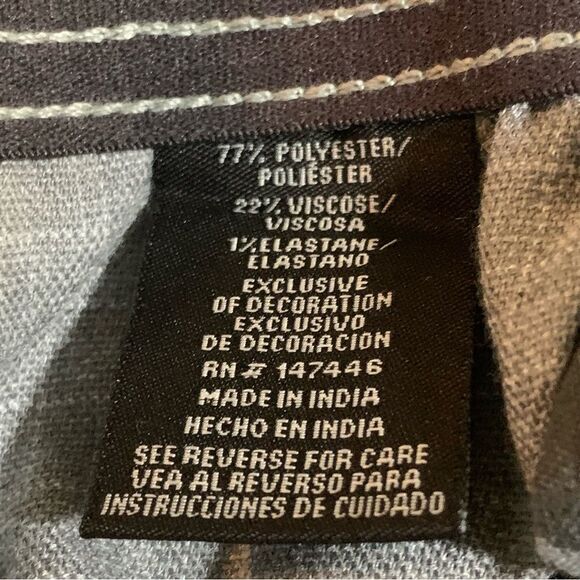 77% POLYESTER/
POLIÉSTER
22% VISCOSE/
VISCOSA
1% ELASTANE/
ELASTANO
EXCLUSIVE
OF DECORATION
EXCLUSIVO
DE DECORACION
RN # 147446
MADE IN INDIA
HECHO EN INDIA
SEE REVERSE FOR CARE
VEA AL REVERSO PARA
INSTRUCCIONES DE CUIDADO